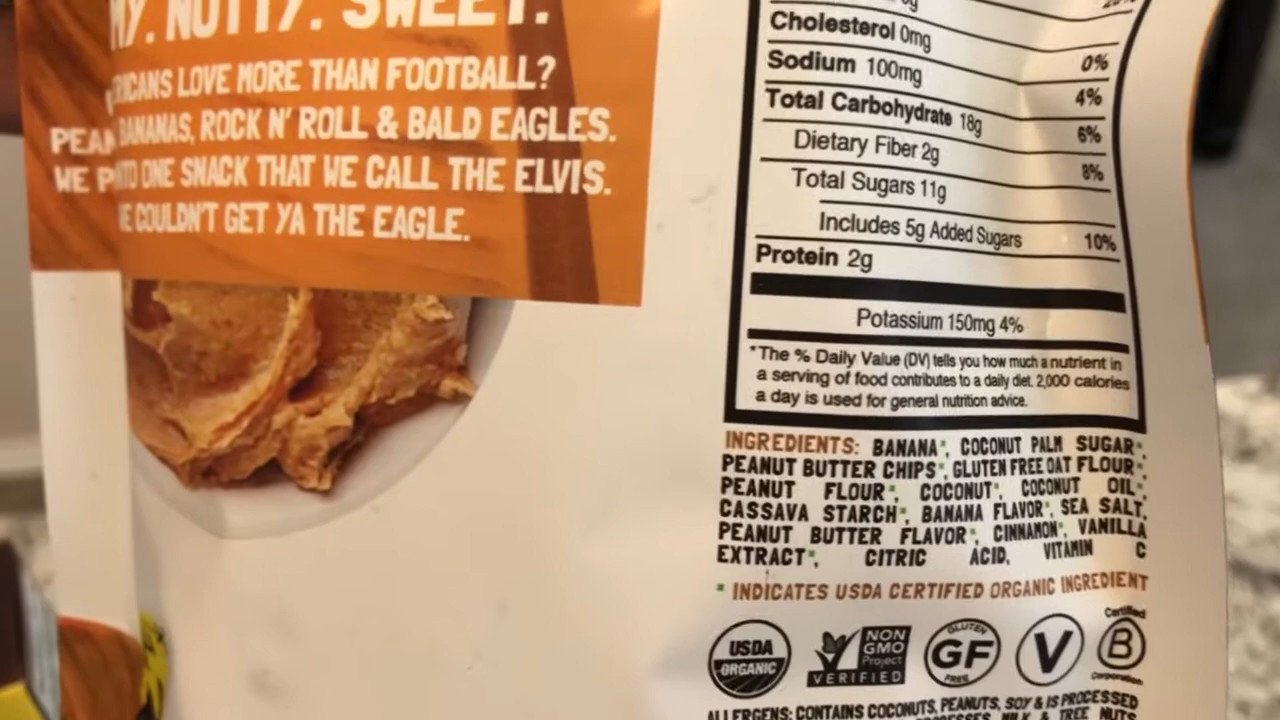 MY. NUTTY. SWEET.
LOVE MORE THAN FOOTBALL?
BANANAS, ROCK N' ROLL & BALD EAGLES.
WE ONE SNACK THAT WE CALL THE ELVIS.
COULDN'T GET YA THE EAGLE.
Cholesterol 0mg 0%
Sodium 100mg 4%
Total Carbohydrate 18g 6%
Dietary Fiber 2g 8%
Total Sugars 11g
Includes 5g Added Sugars 10%
Protein 2g
Potassium 150mg 4%
*The % Daily Value (DV) tells you how much a nutrient in
a serving of food contributes to a daily diet. 2,000 calories
a day is used for general nutrition advice.
INGREDIENTS: BANANA*, COCONUT PALM SUGAR*,
PEANUT BUTTER CHIPS*, GLUTEN FREE OAT FLOUR*,
PEANUT FLOUR*, COCONUT*, COCONUT OIL*,
CASSAVA STARCH*, BANANA FLAVOR*, SEA SALT,
PEANUT BUTTER FLAVOR*, CINNAMON*, VANILLA
EXTRACT*, CITRIC ACID, VITAMIN C
* INDICATES USDA CERTIFIED ORGANIC INGREDIENT
USDA ORGANIC
NON GMO Project VERIFIED
GLUTEN GF FREE
V
Certified B Corporation
ALLERGENS: CONTAINS COCONUTS, PEANUTS, SOY & IS PROCESSED
MILK & TREE NUTS